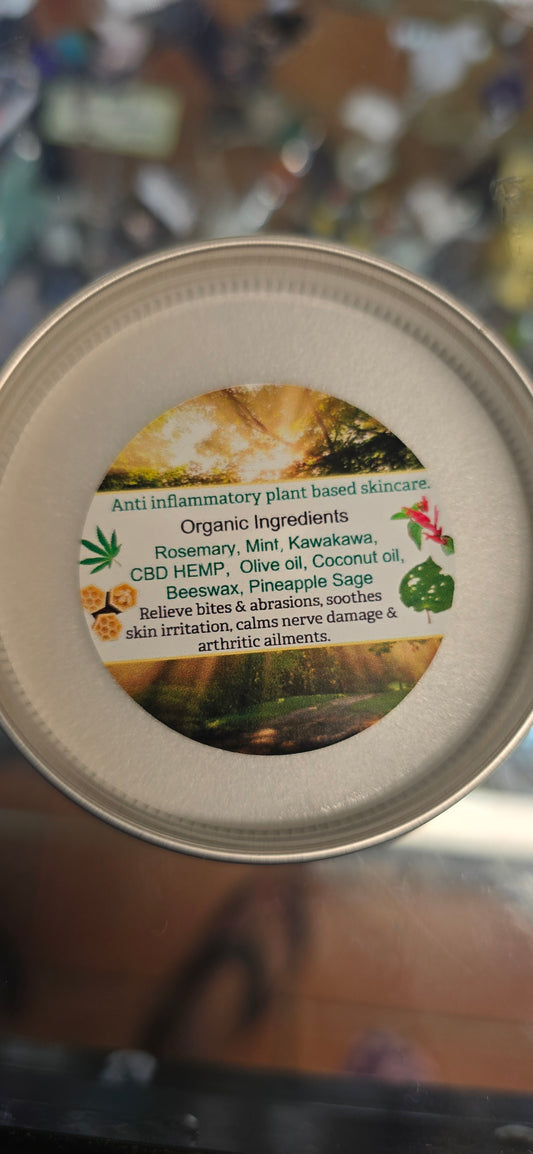 Anti inflammatory plant based skincare.
Organic Ingredients
Rosemary, Mint, Kawakawa,
CBD HEMP, Olive oil, Coconut oil,
Beeswax, Pineapple Sage
Relieve bites & abrasions, soothes
skin irritation, calms nerve damage &
arthritic ailments.